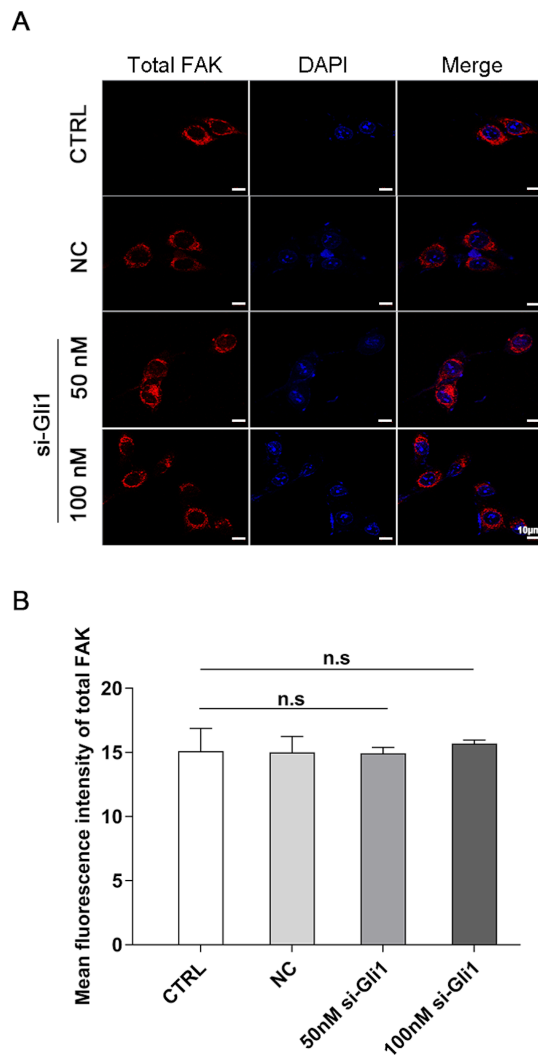 A
Total FAK DAPI Merge
CTRL
NC
si-Gli1
50 nM
100 nM
10μm
B
Mean fluorescence intensity of total FAK
20
15
10
5
0
n.s
n.s
CTRL
NC
50nM si-Gli1
100nM si-Gli1